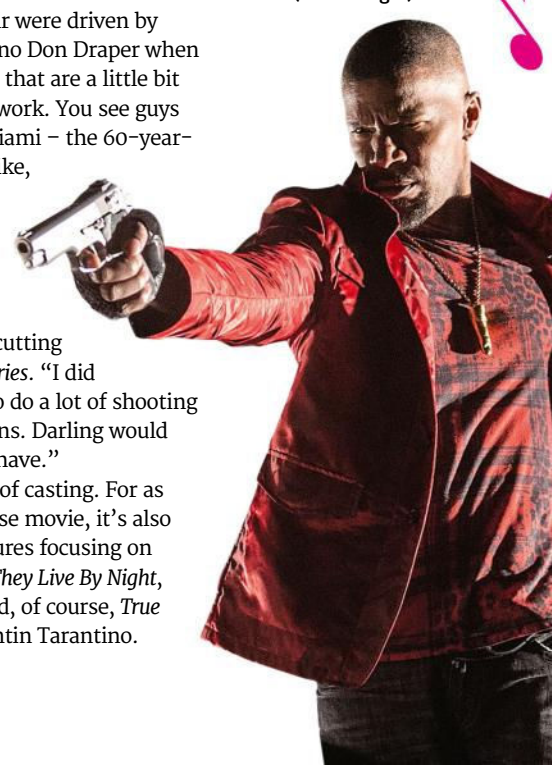 r were driven by
no Don Draper when
that are a little bit
work. You see guys
iami – the 60-year-
ike,
cutting
ries. “I did
o do a lot of shooting
ns. Darling would
have.”
of casting. For as
se movie, it’s also
ures focusing on
They Live By Night,
d, of course, True
ntin Tarantino.